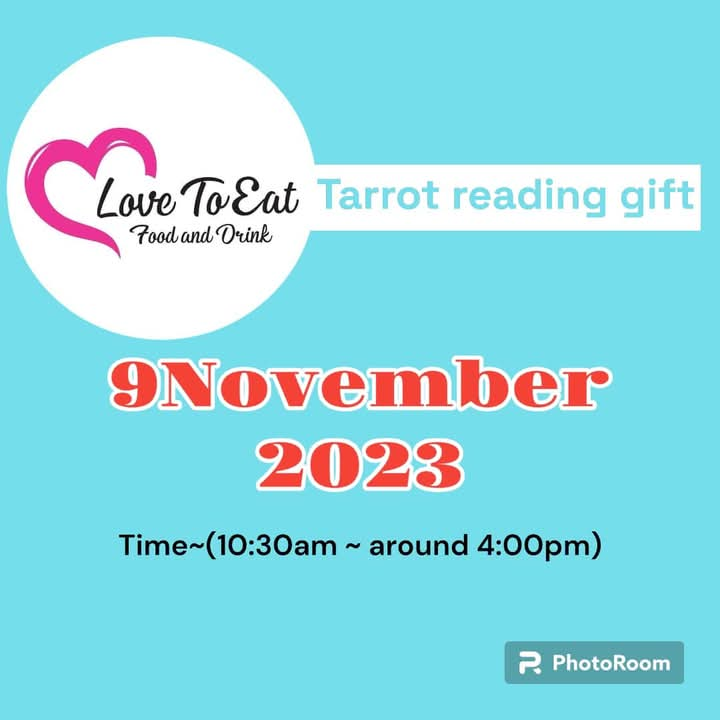 Love To Eat
Food and Drink
Tarrot reading gift
9November
2023
Time~(10:30am ~ around 4:00pm)
PhotoRoom